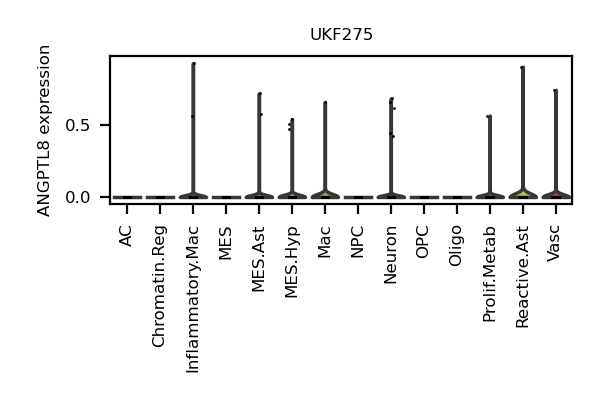 UKF275
ANGPTL8 expression
0.5
0.0
AC
Chromatin.Reg
Inflammatory.Mac
MES
MES.Ast
MES.Hyp
Mac
NPC
Neuron
OPC
Oligo
Prolif.Metab
Reactive.Ast
Vasc